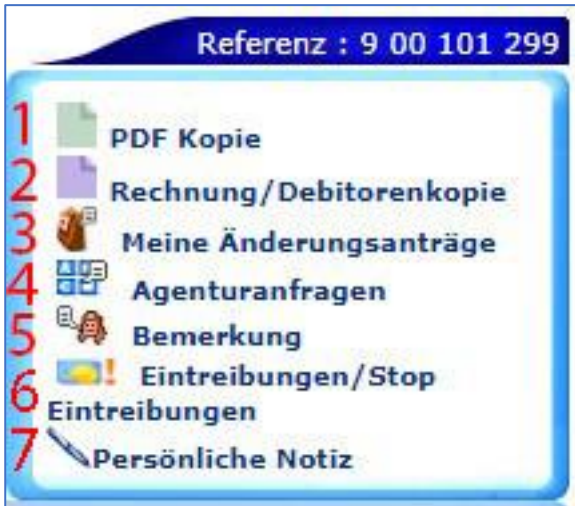 Referenz : 9 00 101 299
1 PDF Kopie
2 Rechnung/Debitorenkopie
3 Meine Änderungsanträge
4 Agenturanfragen
5 Bemerkung
6 Eintreibungen/Stop
Eintreibungen
7 Persönliche Notiz